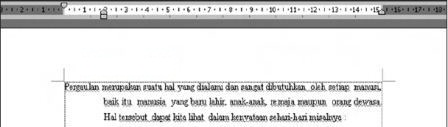 2 · 1 · 1 · 1 · 2 · 3 · 4 · 5 · 6 · 7 · 8 · 9 · 10 · 11 · 12 · 13 · 14 · 15 · 16 · 17 · 18
Pergaulan merupakan suatu hal yang dialami dan sangat dibutuhkan oleh setiap manusi,
baik itu manusia yang baru lahir, anak-anak, remaja maupun orang dewasa.
Hal tersebut dapat kita lihat dalam kenyataan sehari-hari misalnya :